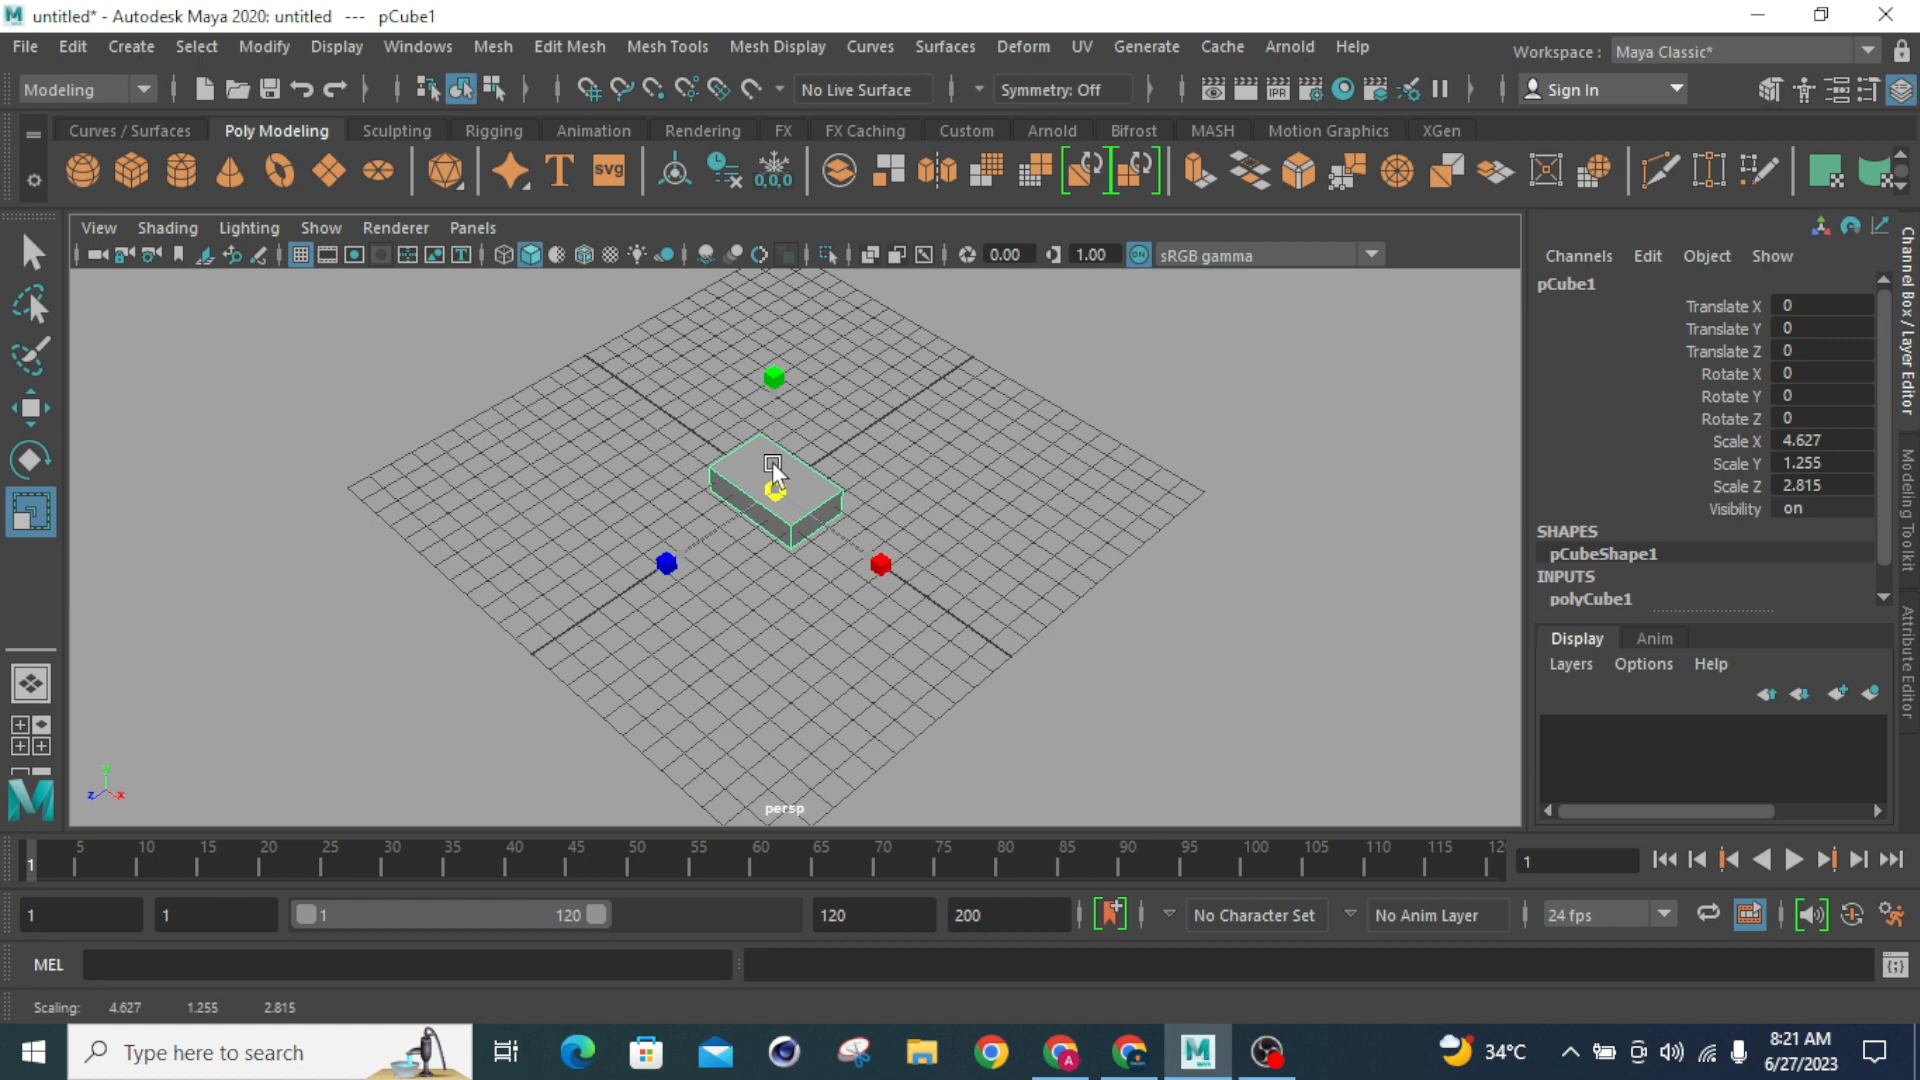 untitled* - Autodesk Maya 2020: untitled --- pCube1
File Edit Create Select Modify Display Windows Mesh Edit Mesh Mesh Tools Mesh Display Curves Surfaces Deform UV Generate Cache Arnold Help
Workspace : Maya Classic*
Modeling
No Live Surface
Symmetry: Off
IPR
Sign In
Curves / Surfaces Poly Modeling Sculpting Rigging Animation Rendering FX FX Caching Custom Arnold Bifrost MASH Motion Graphics XGen
T
SVG
0,0,0
View Shading Lighting Show Renderer Panels
0.00
1.00
ON
sRGB gamma
persp
y
z
x
Channels Edit Object Show
pCube1
Translate X 0
Translate Y 0
Translate Z 0
Rotate X 0
Rotate Y 0
Rotate Z 0
Scale X 4.627
Scale Y 1.255
Scale Z 2.815
Visibility on
SHAPES
pCubeShape1
INPUTS
polyCube1
Display Anim
Layers Options Help
Channel Box / Layer Editor
Modeling Toolkit
Attribute Editor
1 5 10 15 20 25 30 35 40 45 50 55 60 65 70 75 80 85 90 95 100 105 110 115 12
1
1
1
1 120
120
200
No Character Set
No Anim Layer
24 fps
MEL
Scaling: 4.627 1.255 2.815
Type here to search
34°C
8:21 AM
6/27/2023